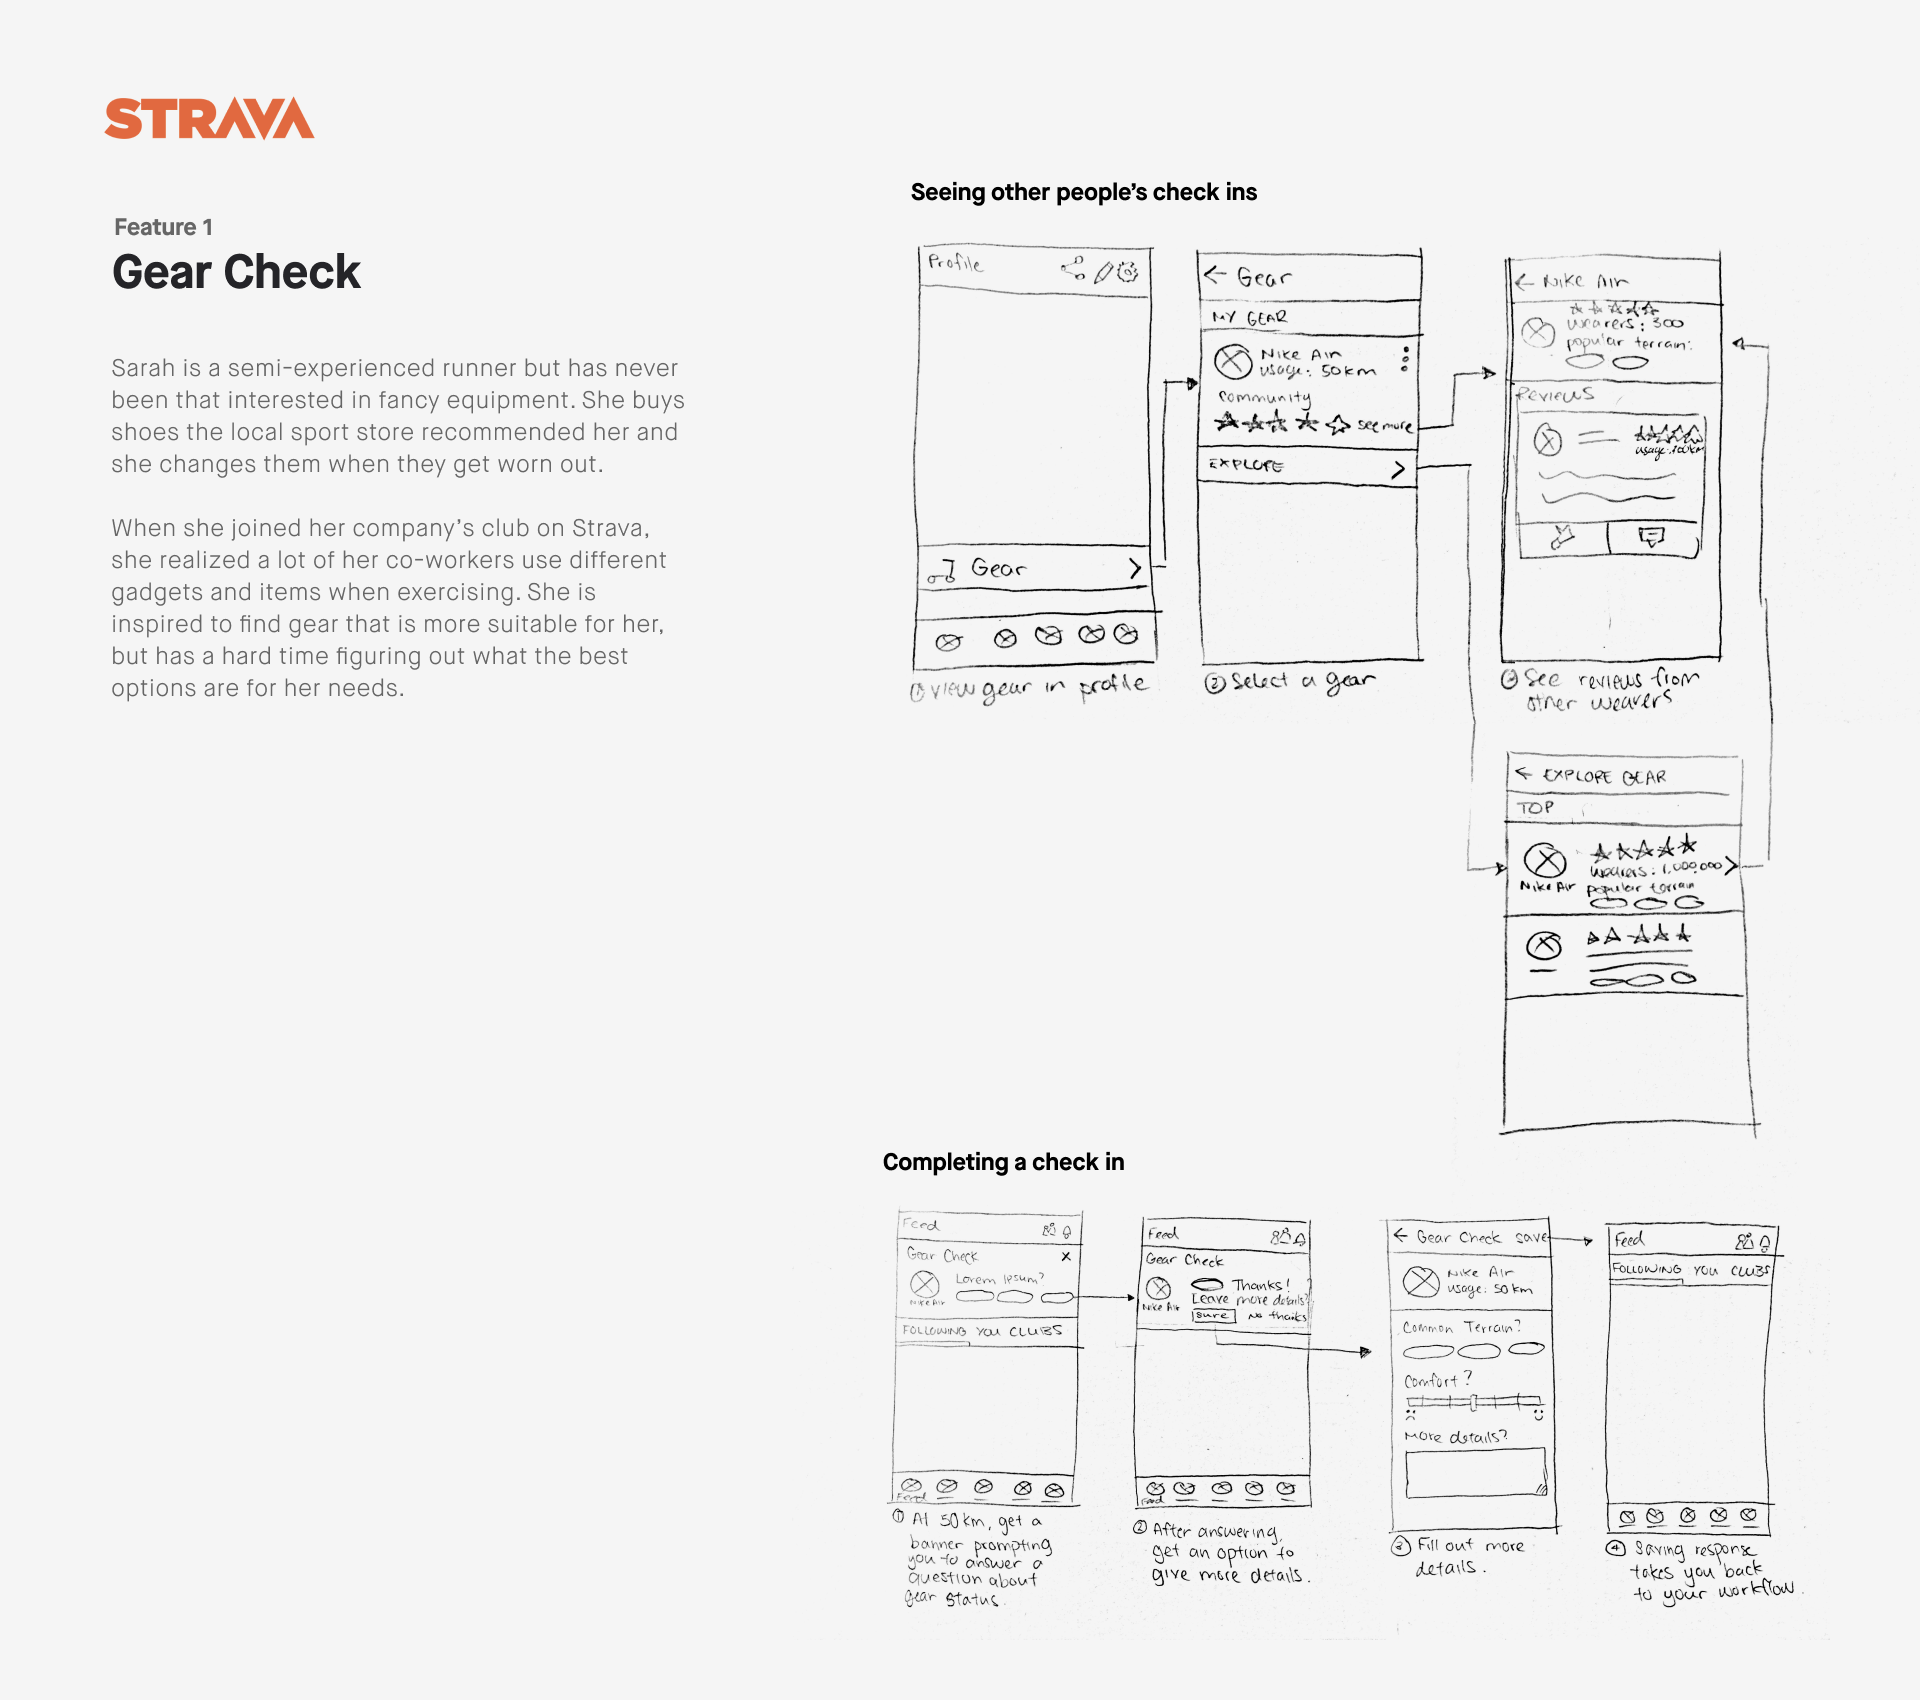 STRAVA
Feature 1
Gear Check
Sarah is a semi-experienced runner but has never
been that interested in fancy equipment. She buys
shoes the local sport store recommended her and
she changes them when they get worn out.
When she joined her company's club on Strava,
she realized a lot of her co-workers use different
gadgets and items when exercising. She is
inspired to find gear that is more suitable for her,
but has a hard time figuring out what the best
options are for her needs.
Seeing other people's check ins
Profile
Gear
① View gear in profile
← Gear
MY GEAR
Nike Air
usage: 50km
community
see more
EXPLORE
② Select a gear
← Nike Air
wearers: 300
popular terrain:
Reviews
usage:
③ See reviews from
other wearers
← EXPLORE GEAR
TOP
wearers: 1,000,000
Nike Air
popular terrain
Completing a check in
Feed
Gear Check
x
Lorem Ipsum?
Nike Air
FOLLOWING YOU CLUBS
Feed
① At 50km, get a
banner prompting
you to answer a
question about
gear status.
Feed
Gear Check
Thanks!
Leave more details?
Nike Air
sure
No thanks
Feed
② After answering,
get an option to
give more details.
← Gear Check save
Nike Air
usage: 50km
Common Terrain?
Comfort?
More details?
③ Fill out more
details.
Feed
FOLLOWING YOU CLUBS
④ Saving response
takes you back
to your workflow.